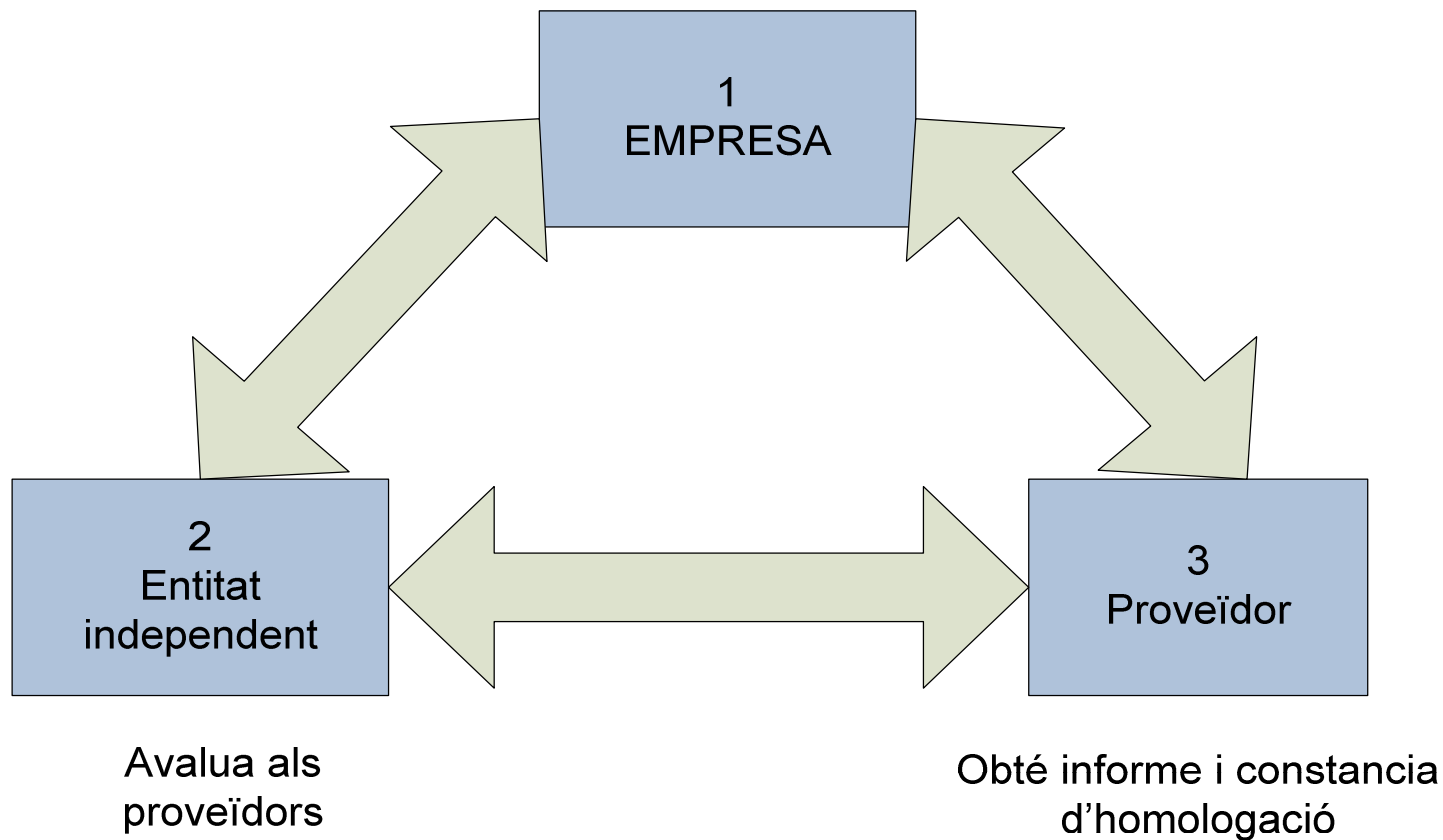 1
EMPRESA
2
Entitat
independent
3
Proveïdor
Avalua als
proveïdors
Obté informe i constancia
d’homologació